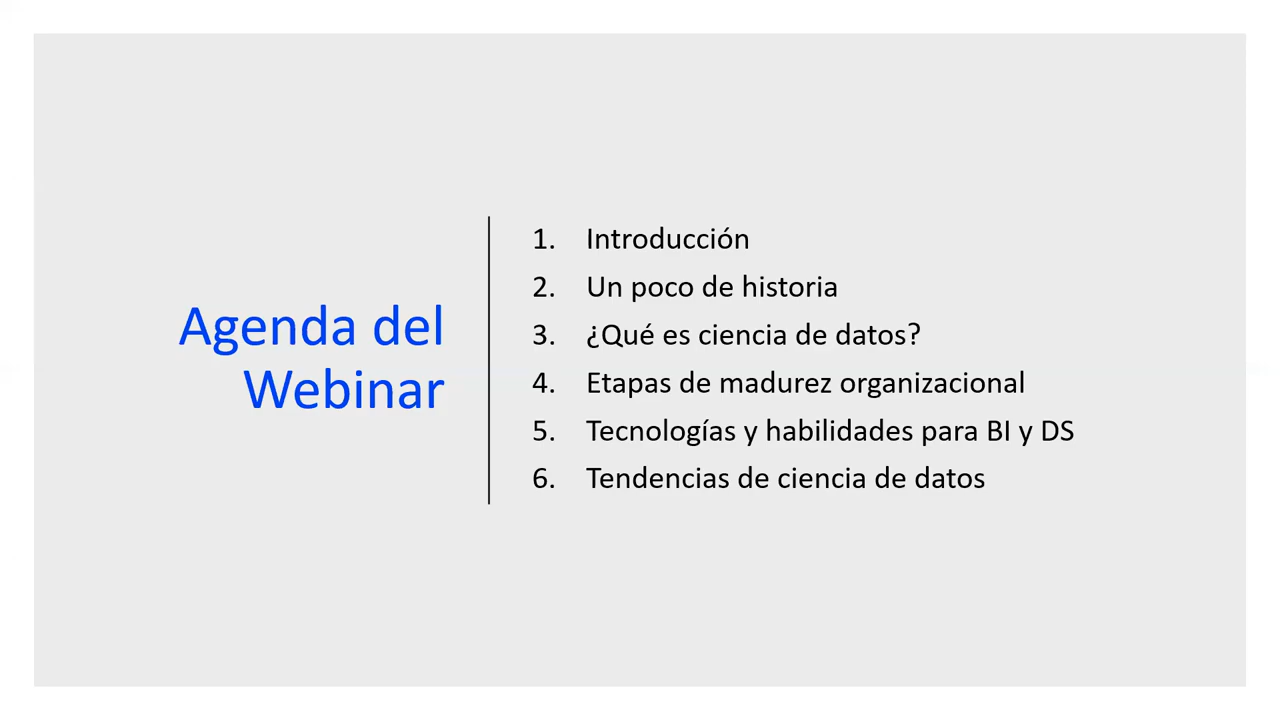 Agenda del
Webinar
1. Introducción
2. Un poco de historia
3. ¿Qué es ciencia de datos?
4. Etapas de madurez organizacional
5. Tecnologías y habilidades para BI y DS
6. Tendencias de ciencia de datos